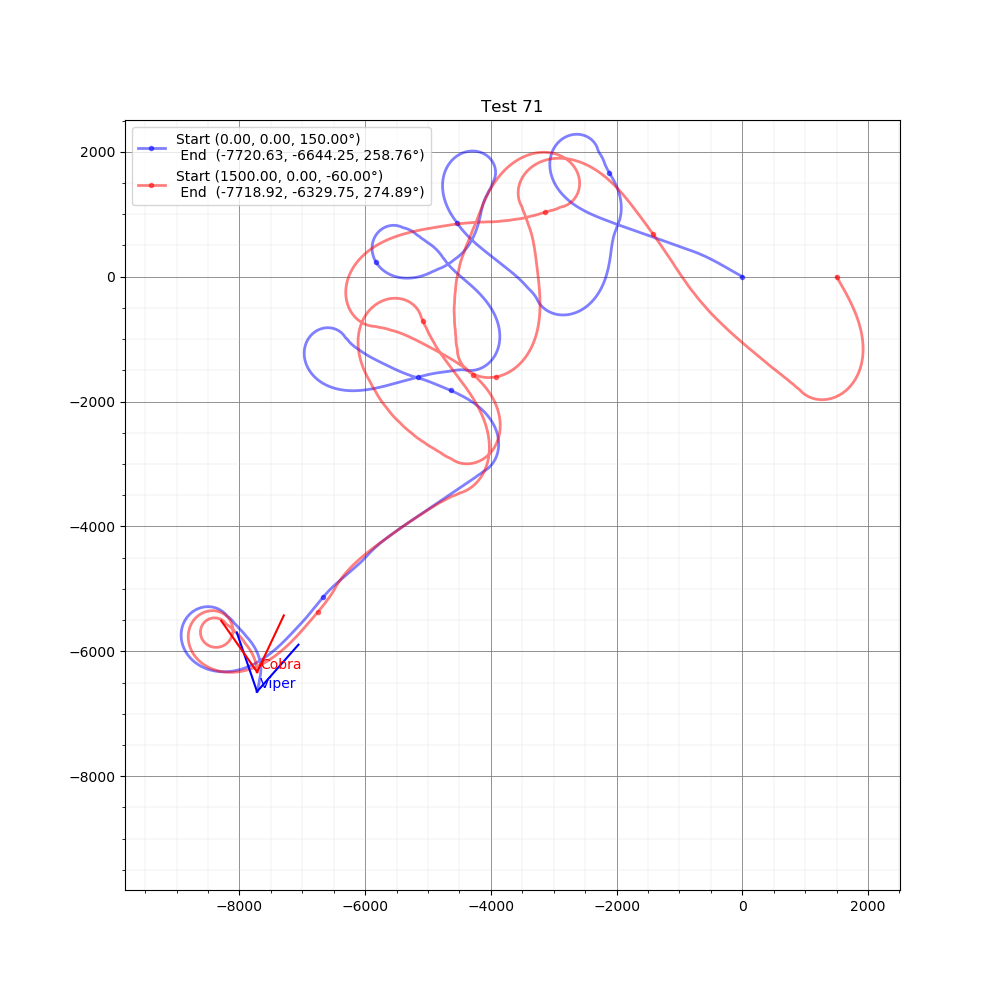 Test 71
Start (0.00, 0.00, 150.00°)
End (-7720.63, -6644.25, 258.76°)
Start (1500.00, 0.00, -60.00°)
End (-7718.92, -6329.75, 274.89°)
2000
0
−2000
−4000
−6000
−8000
Cobra
Viper
−8000 −6000 −4000 −2000 0 2000